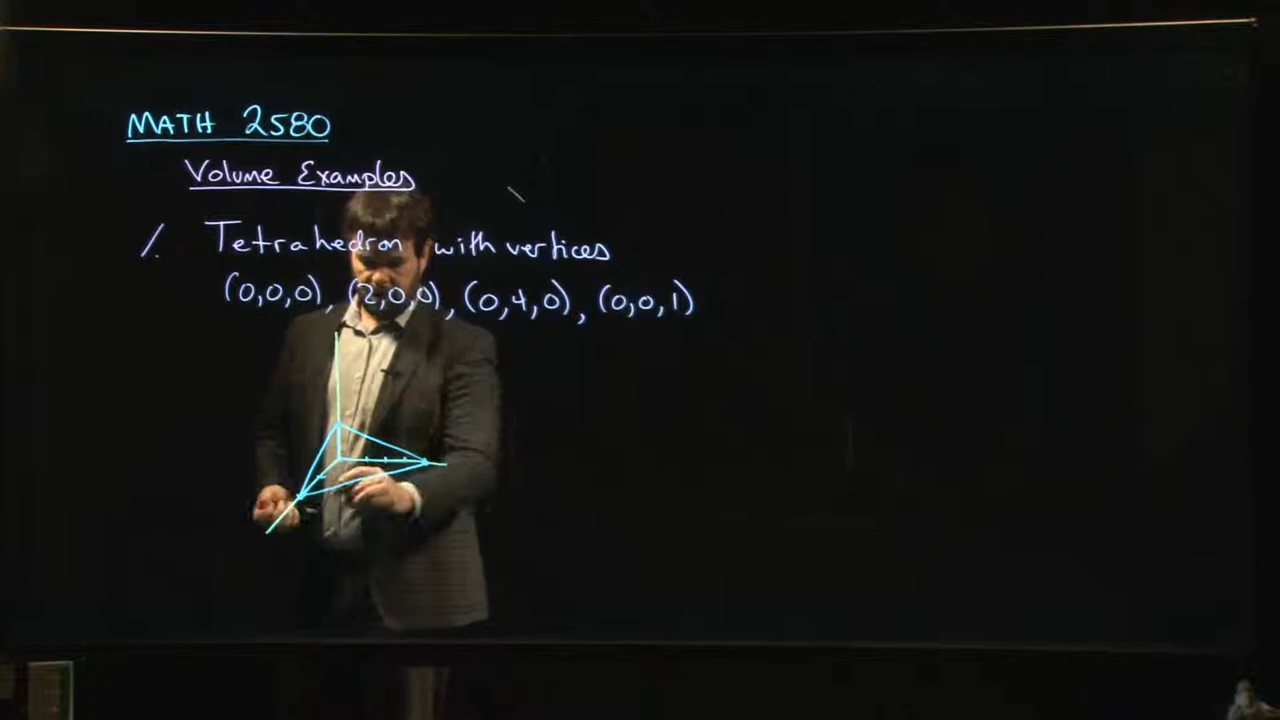 MATH 2580
Volume Examples
1. Tetrahedron with vertices
(0,0,0), (2,0,0), (0,4,0), (0,0,1)